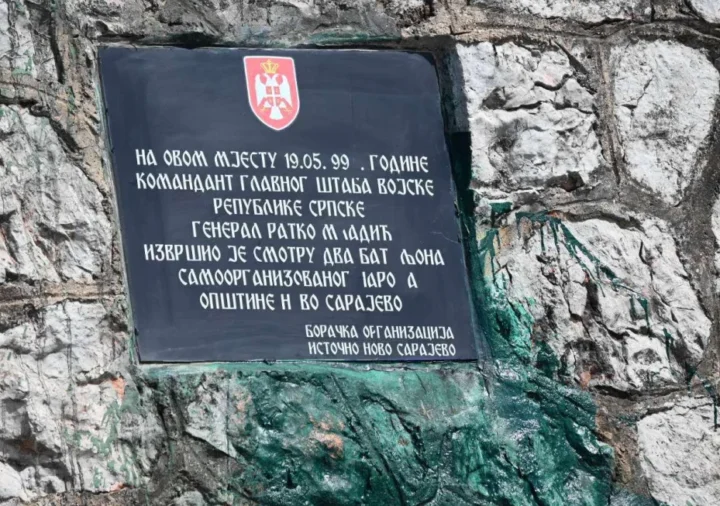 НА ОВОМ МЈЕСТУ 19.05. 99 . ГОДИНЕ
КОМАНДАНТ ГЛАВНОГ ШТАБА ВОЈСКЕ
РЕПУБЛИКЕ СРПСКЕ
ГЕНЕРАЛ РАТКО М АДИЋ
ИЗВРШИО ЈЕ СМОТРУ ДВА БАТ ЉОНА
САМООРГАНИЗОВАНОГ
ОПШТИНЕ Н ВО САРАЈЕВО
БОРАЧКА ОРГАНИЗАЦИЈА
ИСТОЧНО НОВО САРАЈЕВО